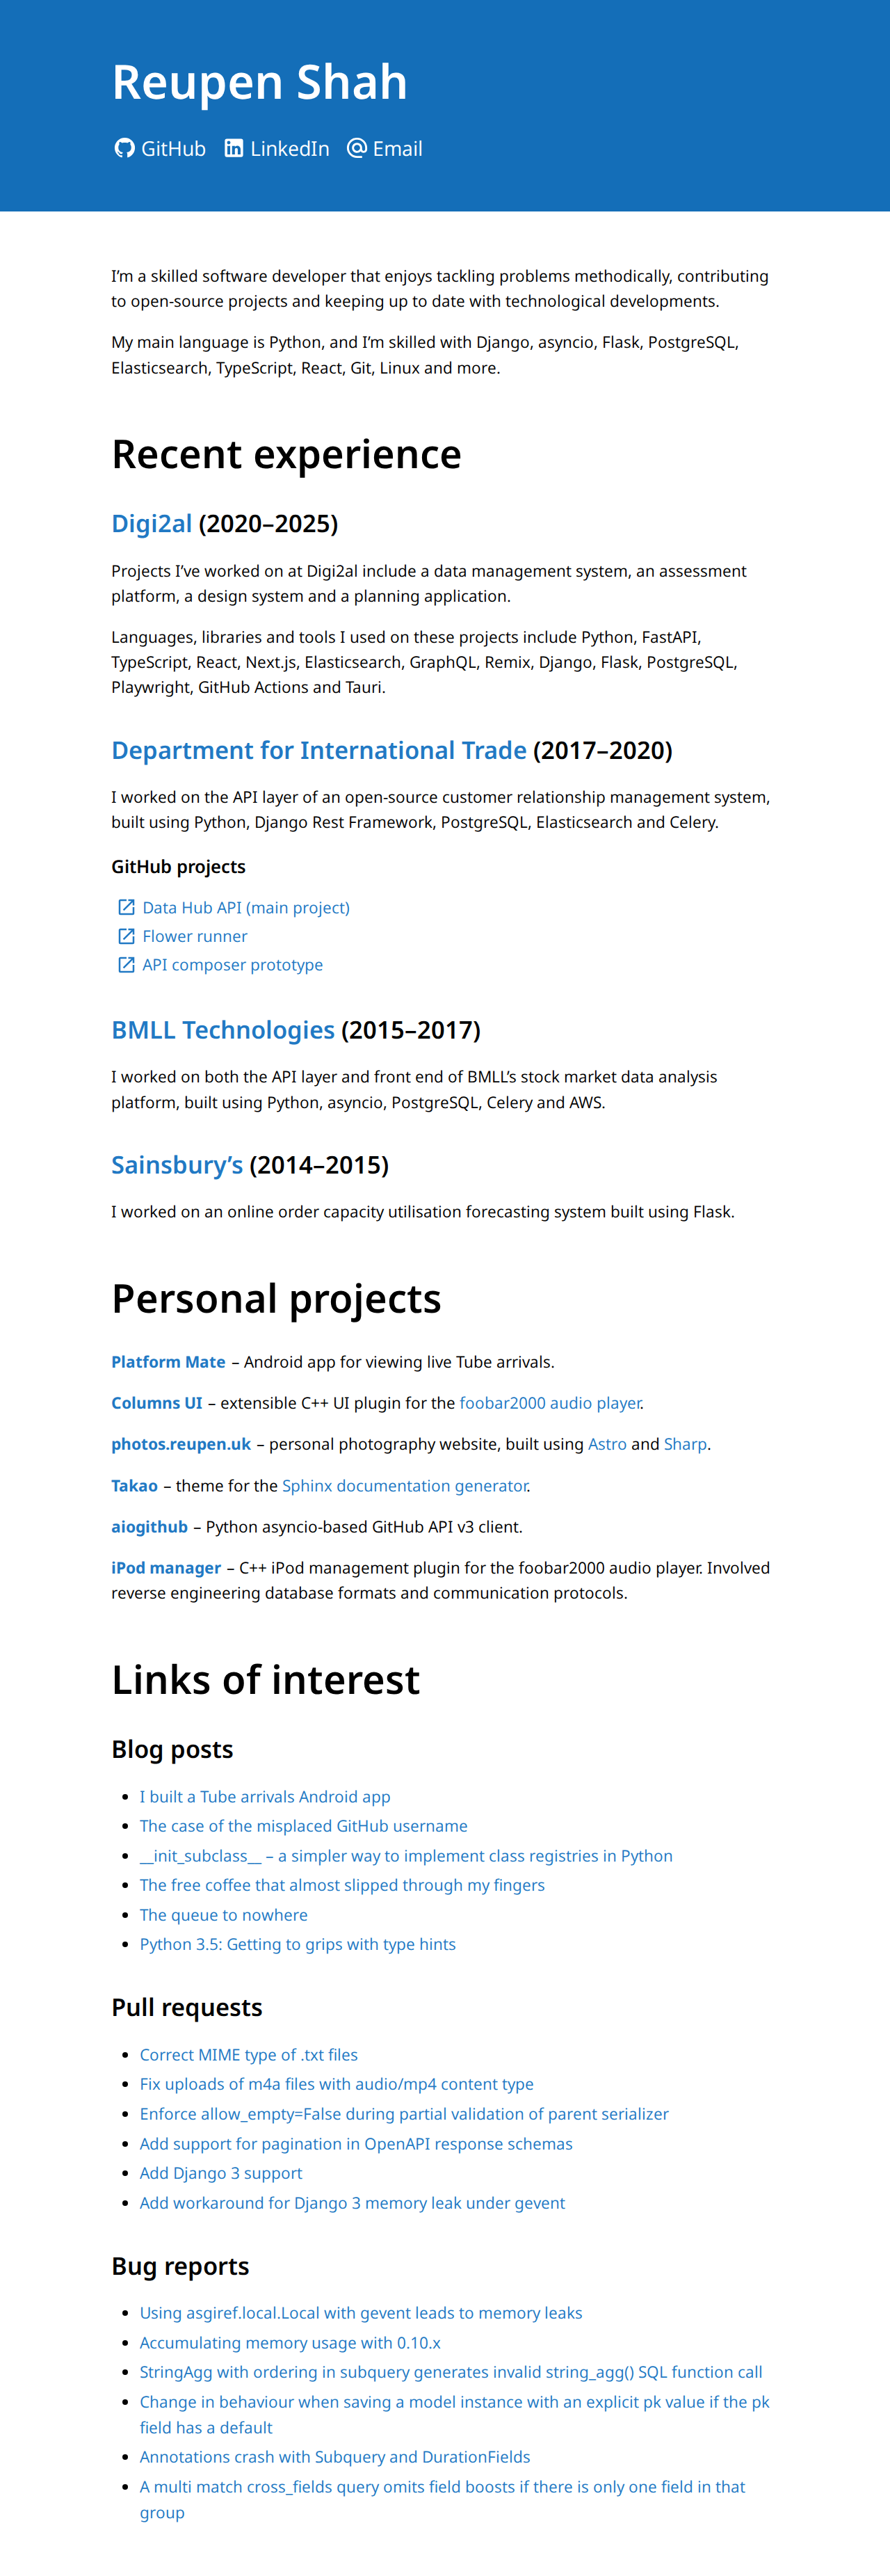 Reupen Shah
GitHub LinkedIn Email
I’m a skilled software developer that enjoys tackling problems methodically, contributing
to open-source projects and keeping up to date with technological developments.
My main language is Python, and I’m skilled with Django, asyncio, Flask, PostgreSQL,
Elasticsearch, TypeScript, React, Git, Linux and more.
Recent experience
Digi2al (2020–2025)
Projects I’ve worked on at Digi2al include a data management system, an assessment
platform, a design system and a planning application.
Languages, libraries and tools I used on these projects include Python, FastAPI,
TypeScript, React, Next.js, Elasticsearch, GraphQL, Remix, Django, Flask, PostgreSQL,
Playwright, GitHub Actions and Tauri.
Department for International Trade (2017–2020)
I worked on the API layer of an open-source customer relationship management system,
built using Python, Django Rest Framework, PostgreSQL, Elasticsearch and Celery.
GitHub projects
Data Hub API (main project)
Flower runner
API composer prototype
BMLL Technologies (2015–2017)
I worked on both the API layer and front end of BMLL’s stock market data analysis
platform, built using Python, asyncio, PostgreSQL, Celery and AWS.
Sainsbury’s (2014–2015)
I worked on an online order capacity utilisation forecasting system built using Flask.
Personal projects
Platform Mate – Android app for viewing live Tube arrivals.
Columns UI – extensible C++ UI plugin for the foobar2000 audio player.
photos.reupen.uk – personal photography website, built using Astro and Sharp.
Takao – theme for the Sphinx documentation generator.
aiogithub – Python asyncio-based GitHub API v3 client.
iPod manager – C++ iPod management plugin for the foobar2000 audio player. Involved
reverse engineering database formats and communication protocols.
Links of interest
Blog posts
I built a Tube arrivals Android app
The case of the misplaced GitHub username
__init_subclass__ – a simpler way to implement class registries in Python
The free coffee that almost slipped through my fingers
The queue to nowhere
Python 3.5: Getting to grips with type hints
Pull requests
Correct MIME type of .txt files
Fix uploads of m4a files with audio/mp4 content type
Enforce allow_empty=False during partial validation of parent serializer
Add support for pagination in OpenAPI response schemas
Add Django 3 support
Add workaround for Django 3 memory leak under gevent
Bug reports
Using asgiref.local.Local with gevent leads to memory leaks
Accumulating memory usage with 0.10.x
StringAgg with ordering in subquery generates invalid string_agg() SQL function call
Change in behaviour when saving a model instance with an explicit pk value if the pk
field has a default
Annotations crash with Subquery and DurationFields
A multi match cross_fields query omits field boosts if there is only one field in that
group